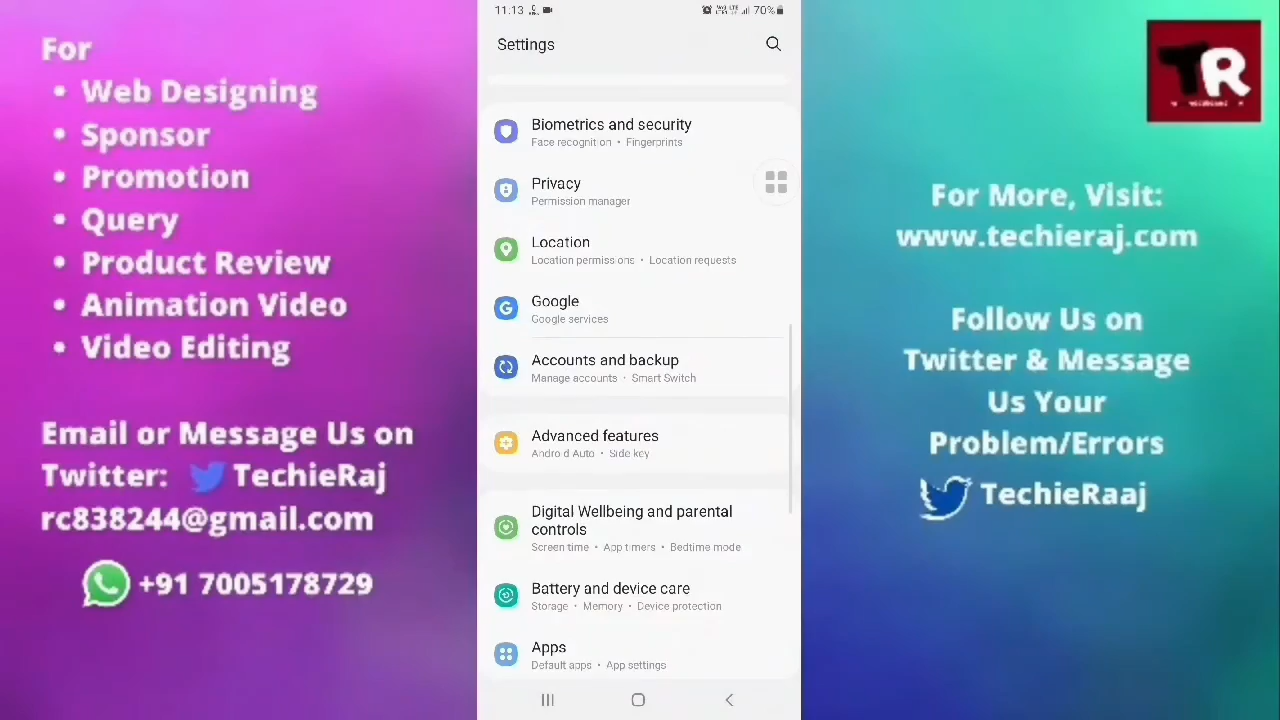 For
• Web Designing
• Sponsor
• Promotion
• Query
• Product Review
• Animation Video
• Video Editing
Email or Message Us on
Twitter: TechieRaj
rc838244@gmail.com
+91 7005178729
11:13
70%
Settings
Biometrics and security
Face recognition • Fingerprints
Privacy
Permission manager
Location
Location permissions • Location requests
Google
Google services
Accounts and backup
Manage accounts • Smart Switch
Advanced features
Android Auto • Side key
Digital Wellbeing and parental
controls
Screen time • App timers • Bedtime mode
Battery and device care
Storage • Memory • Device protection
Apps
Default apps • App settings
TR
For More, Visit:
www.techieraj.com
Follow Us on
Twitter & Message
Us Your
Problem/Errors
TechieRaaj